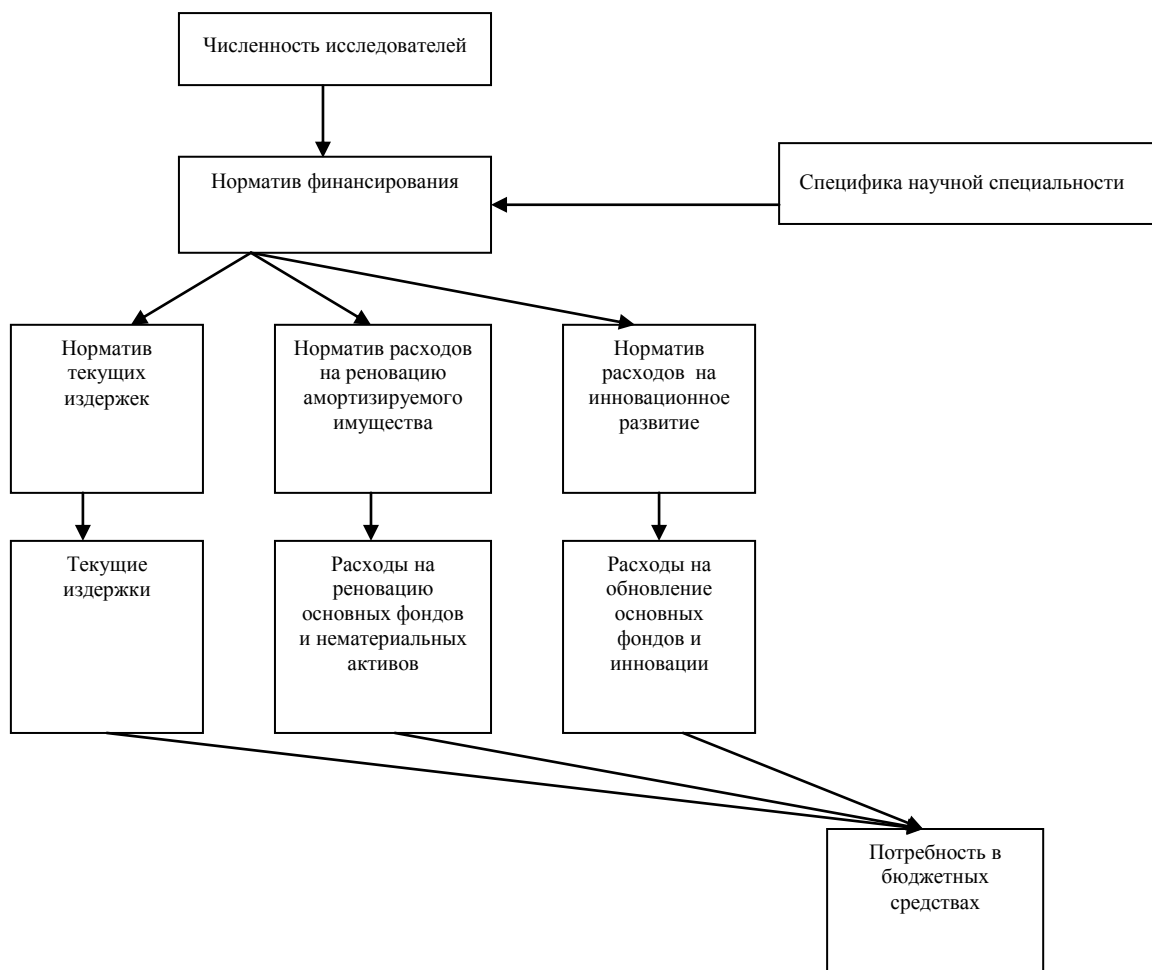 Численность исследователей
Норматив финансирования
Специфика научной специальности
Норматив
текущих
издержек
Норматив расходов
на реновацию
амортизируемого
имущества
Норматив
расходов на
инновационное
развитие
Текущие
издержки
Расходы на
реновацию
основных фондов
и нематериальных
активов
Расходы на
обновление
основных
фондов и
инновации
Потребность в
бюджетных
средствах